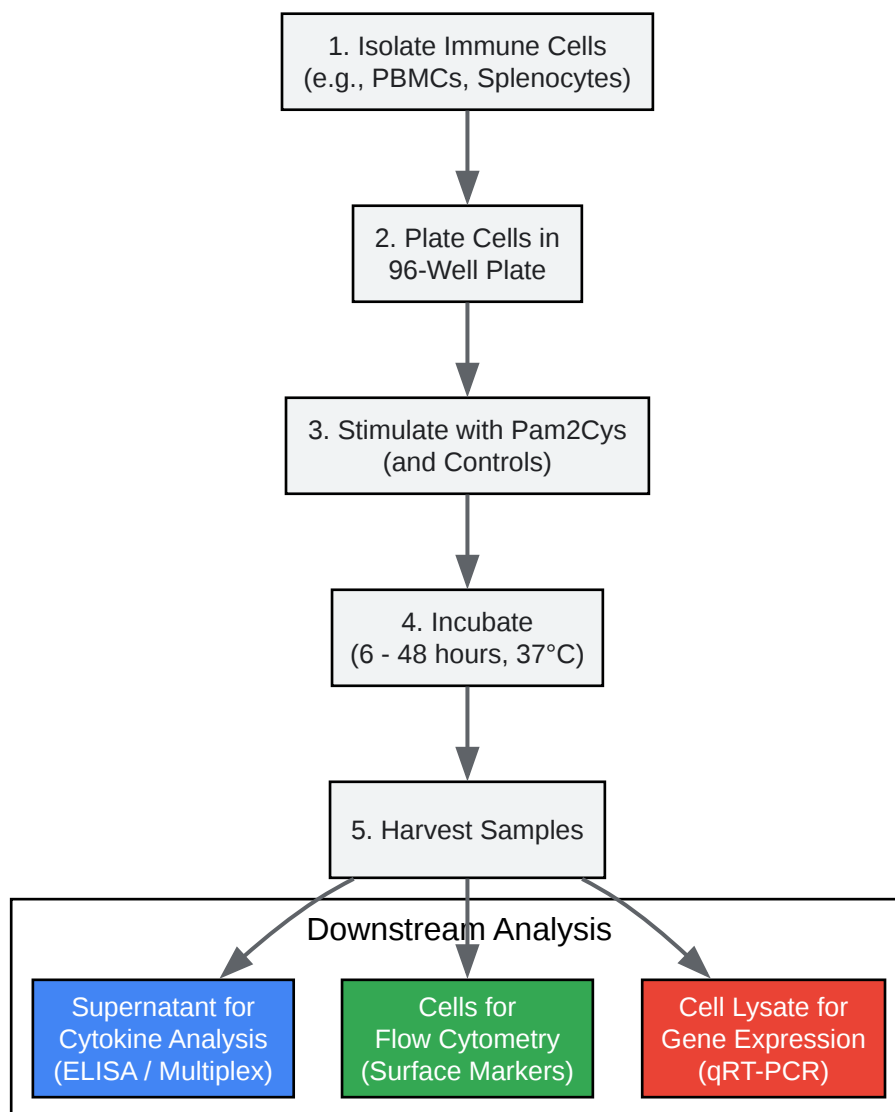 1. Isolate Immune Cells
(e.g., PBMCs, Splenocytes)
2. Plate Cells in
96-Well Plate
3. Stimulate with Pam2Cys
(and Controls)
4. Incubate
(6 - 48 hours, 37°C)
5. Harvest Samples
Downstream Analysis
Supernatant for
Cytokine Analysis
(ELISA / Multiplex)
Cells for
Flow Cytometry
(Surface Markers)
Cell Lysate for
Gene Expression
(qRT-PCR)